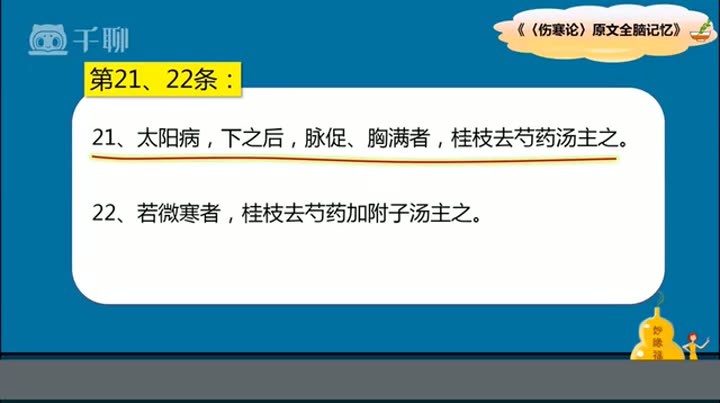 千聊
《〈伤寒论〉原文全脑记忆》
第21、22条：
21、太阳病，下之后，脉促、胸满者，桂枝去芍药汤主之。
22、若微寒者，桂枝去芍药加附子汤主之。
妙
缘